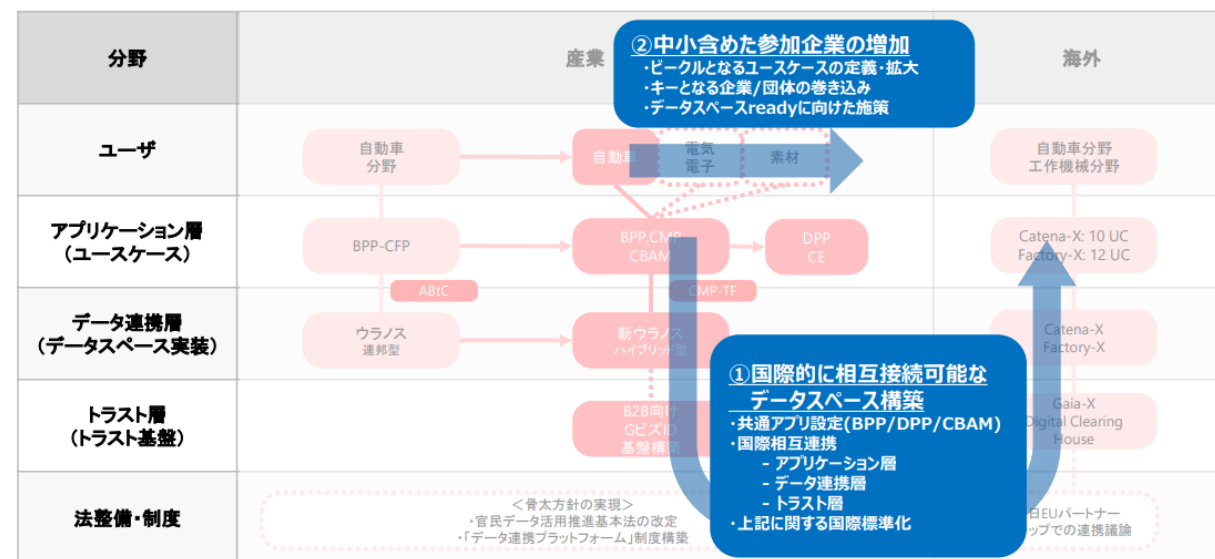 分野
産業
海外
②中小含めた参加企業の増加
・ビークルとなるユースケースの定義・拡大
・キーとなる企業/団体の巻き込み
・データスペースreadyに向けた施策
ユーザ
自動車
分野
自動車
電気
電子
素材
自動車分野
工作機械分野
アプリケーション層
(ユースケース)
BPP-CFP
BPP,CMP
CBAM
DPP
CE
Catena-X: 10 UC
Factory-X: 12 UC
ABtC
CMP-TF
データ連携層
(データスペース実装)
ウラノス
連邦型
新ウラノス
ハイブリッド型
Catena-X
Factory-X
①国際的に相互接続可能な
データスペース構築
・共通アプリ設定(BPP/DPP/CBAM)
・国際相互連携
- アプリケーション層
- データ連携層
- トラスト層
・上記に関する国際標準化
トラスト層
(トラスト基盤)
B2B向け
GビズID
基盤構築
Gaia-X
Digital Clearing
House
法整備・制度
<骨太方針の実現>
・官民データ活用推進基本法の改定
・「データ連携プラットフォーム」制度構築
日EUパートナー
ップでの連携議論